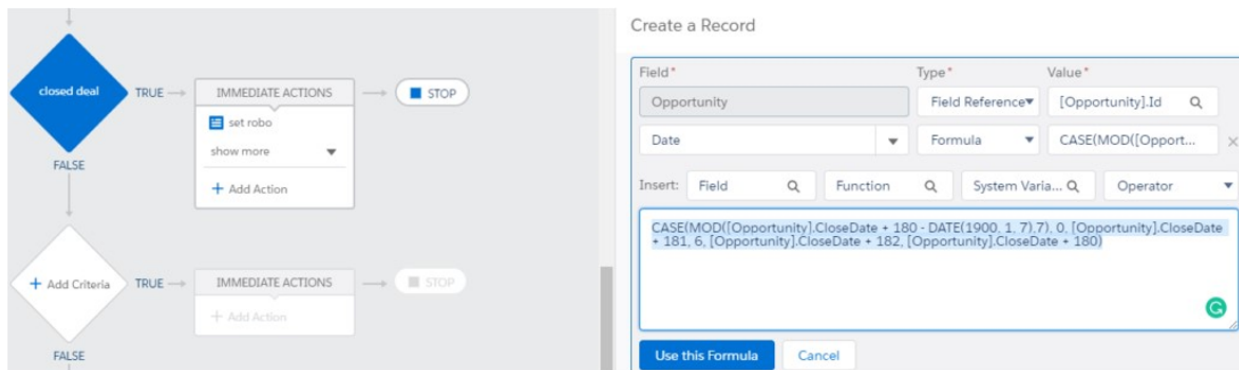 closed deal
TRUE
IMMEDIATE ACTIONS
STOP
set robo
show more
+ Add Action
FALSE
+ Add Criteria
TRUE
IMMEDIATE ACTIONS
STOP
+ Add Action
FALSE
Create a Record
Field* Type* Value*
Opportunity Field Reference [Opportunity].Id
Date Formula CASE(MOD([Opport...
Insert: Field Function System Varia... Operator
CASE(MOD([Opportunity].CloseDate + 180 - DATE(1900, 1, 7),7), 0, [Opportunity].CloseDate
+ 181, 6, [Opportunity].CloseDate + 182, [Opportunity].CloseDate + 180)
Use this Formula Cancel